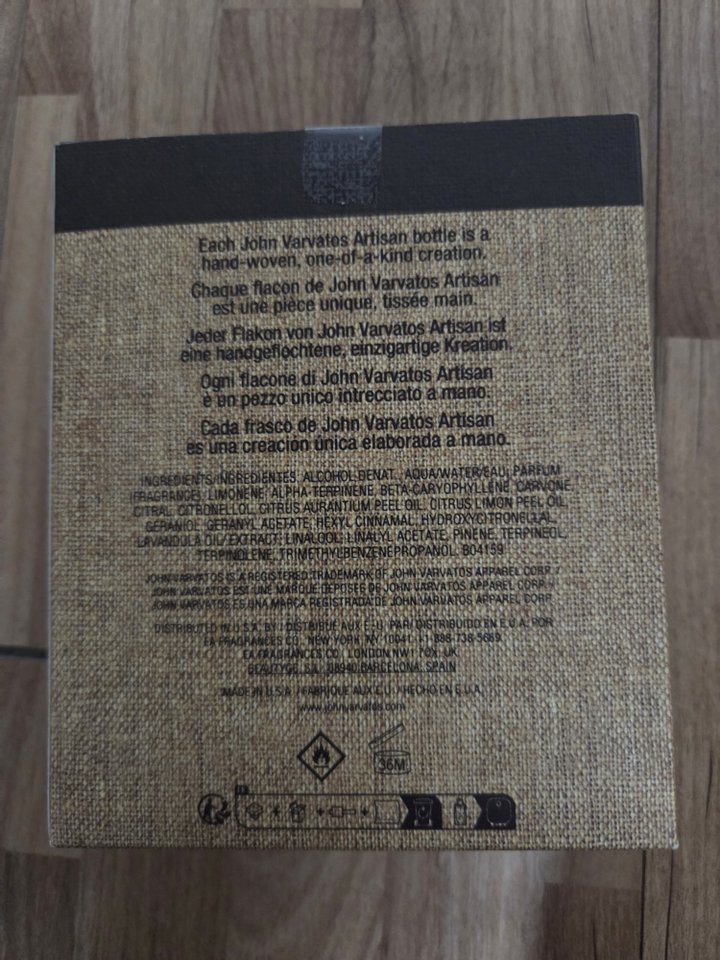 Each John Varvatos Artisan bottle is a
hand-woven, one-of-a-kind creation.
Chaque flacon de John Varvatos Artisan
est une pièce unique, tissée main.
Jeder Flakon von John Varvatos Artisan ist
eine handgeflochtene, einzigartige Kreation.
Ogni flacone di John Varvatos Artisan
è un pezzo unico intrecciato a mano.
Cada frasco de John Varvatos Artisan
es una creación única elaborada a mano.
INGREDIENTS/INGRÉDIENTES: ALCOHOL DENAT., AQUA/WATER/EAU, PARFUM
(FRAGRANCE), LIMONENE, ALPHA-TERPINENE, BETA-CARYOPHYLLENE, CARVONE,
CITRAL, CITRONELLOL, CITRUS AURANTIUM PEEL OIL, CITRUS LIMON PEEL OIL,
GERANIOL, GERANYL ACETATE, HEXYL CINNAMAL, HYDROXYCITRONELLAL,
LAVANDULA OIL/EXTRACT, LINALOOL, LINALYL ACETATE, PINENE, TERPINEOL,
TERPINOLENE, TRIMETHYLBENZENEPROPANOL. B04159
JOHN VARVATOS IS A REGISTERED TRADEMARK OF JOHN VARVATOS APPAREL CORP. /
JOHN VARVATOS EST UNE MARQUE DÉPOSÉE DE JOHN VARVATOS APPAREL CORP. /
JOHN VARVATOS ES UNA MARCA REGISTRADA DE JOHN VARVATOS APPAREL CORP.
DISTRIBUTED IN U.S.A. BY / DISTRIBUÉ AUX É.-U. PAR/ DISTRIBUIDO EN E.U.A. POR
EA FRAGRANCES CO., NEW YORK, NY 10041, +1-888-738-5669.
EA FRAGRANCES CO., LONDON NW1 7QX, UK.
BEAUTYGE, S.L., 08940 BARCELONA, SPAIN
MADE IN U.S.A. / FABRIQUÉ AUX É.U. / HECHO EN E.U.A.
www.johnvarvatos.com
36M